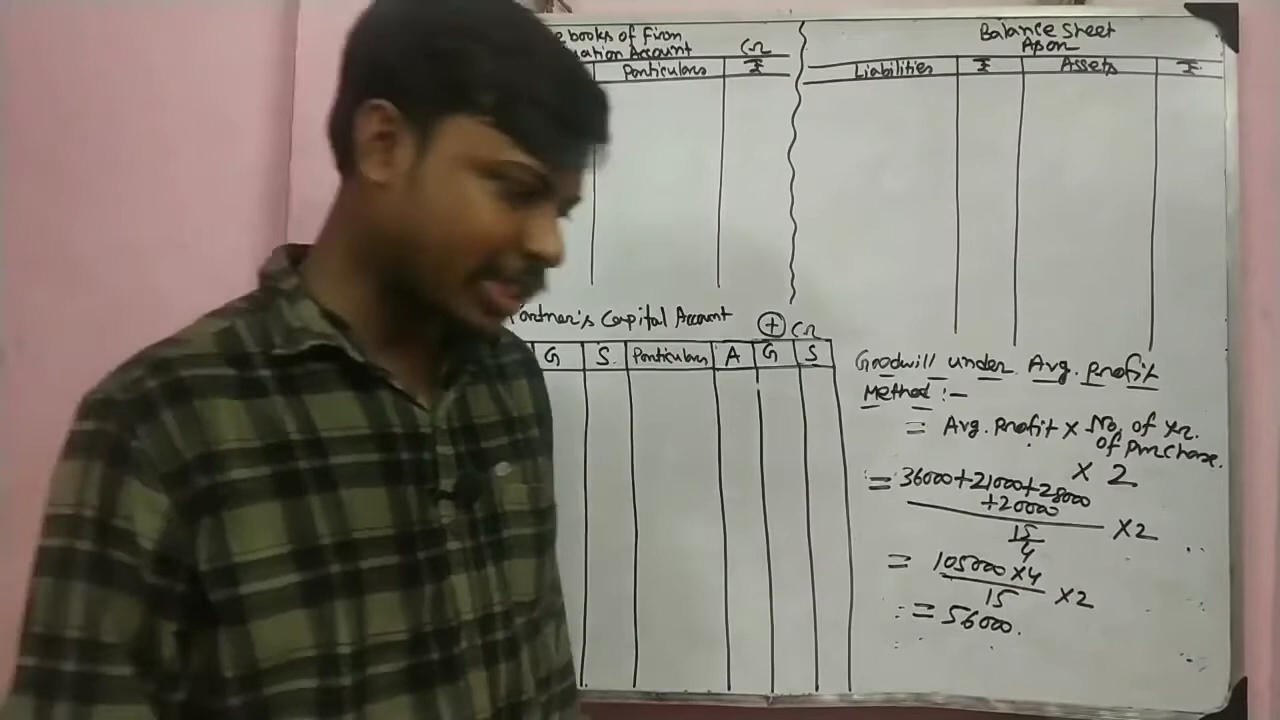 books of Firm
uation Account Cr
Particulars ₹
Balance Sheet
As on
Liabilities ₹ Assets ₹
Partner's Capital Account + Cr
G S Particulars A G S
Goodwill under Avg. Profit
Method :-
= Avg. Profit × No. of Yr.
of purchase.
× 2
= 36000+21000+28000
+20000
15
4
×2
= 105000×4
15
×2
= 56000.